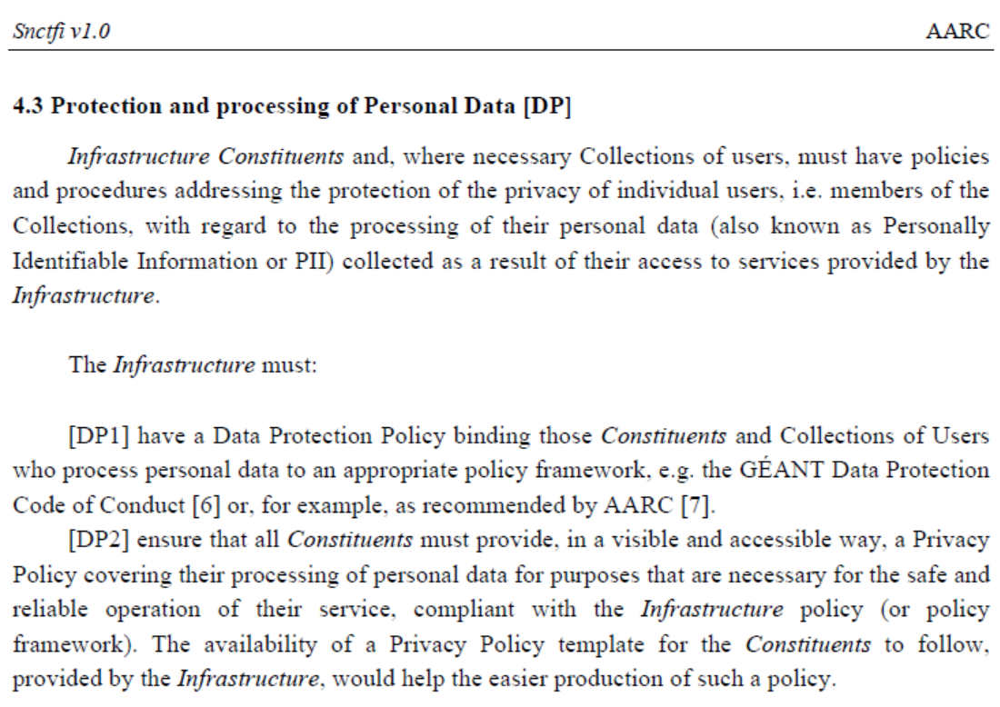 Snctfi v1.0 AARC
4.3 Protection and processing of Personal Data [DP]
Infrastructure Constituents and, where necessary Collections of users, must have policies
and procedures addressing the protection of the privacy of individual users, i.e. members of the
Collections, with regard to the processing of their personal data (also known as Personally
Identifiable Information or PII) collected as a result of their access to services provided by the
Infrastructure.
The Infrastructure must:
[DP1] have a Data Protection Policy binding those Constituents and Collections of Users
who process personal data to an appropriate policy framework, e.g. the GÉANT Data Protection
Code of Conduct [6] or, for example, as recommended by AARC [7].
[DP2] ensure that all Constituents must provide, in a visible and accessible way, a Privacy
Policy covering their processing of personal data for purposes that are necessary for the safe and
reliable operation of their service, compliant with the Infrastructure policy (or policy
framework). The availability of a Privacy Policy template for the Constituents to follow,
provided by the Infrastructure, would help the easier production of such a policy.